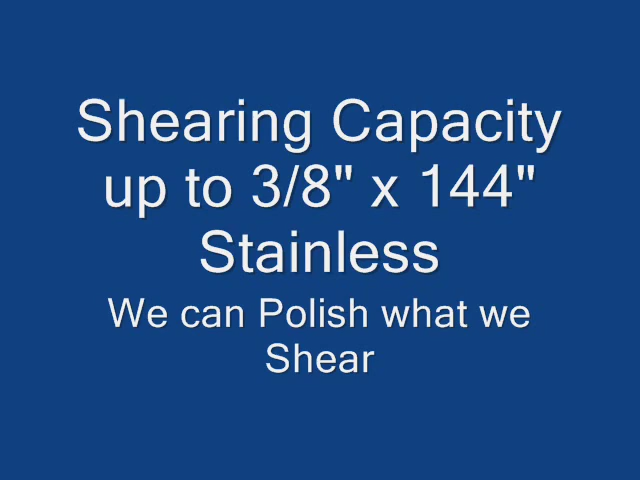 Shearing Capacity
up to 3/8" x 144"
Stainless
We can Polish what we
Shear